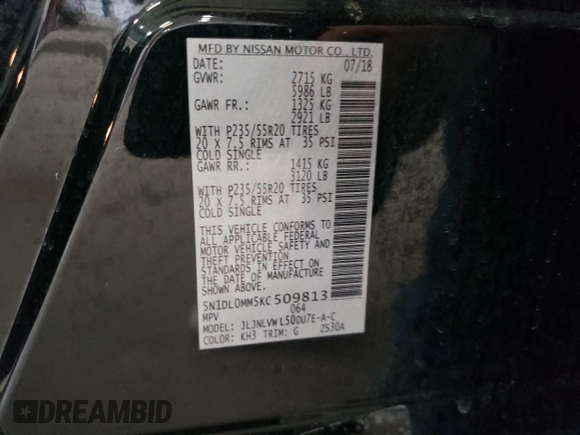 MFD BY NISSAN MOTOR CO., LTD.
DATE: 07/18
GVWR: 2715 KG
5986 LB
GAWR FR.: 1325 KG
2921 LB
WITH P235/55R20 TIRES
20 X 7.5 RIMS AT 35 PSI
COLD SINGLE
GAWR RR.: 1415 KG
3120 LB
WITH P235/55R20 TIRES
20 X 7.5 RIMS AT 35 PSI
COLD SINGLE
THIS VEHICLE CONFORMS TO
ALL APPLICABLE FEDERAL
MOTOR VEHICLE SAFETY AND
THEFT PREVENTION
STANDARDS IN EFFECT ON
THE DATE OF MANUFACTURE
SHOWN ABOVE.
5N1DL0MM5KC509813
MPV 064
MODEL: JLJNLVWL50DU7E-A-C
COLOR: KH3 TRIM: G ZS30A
DREAMBID